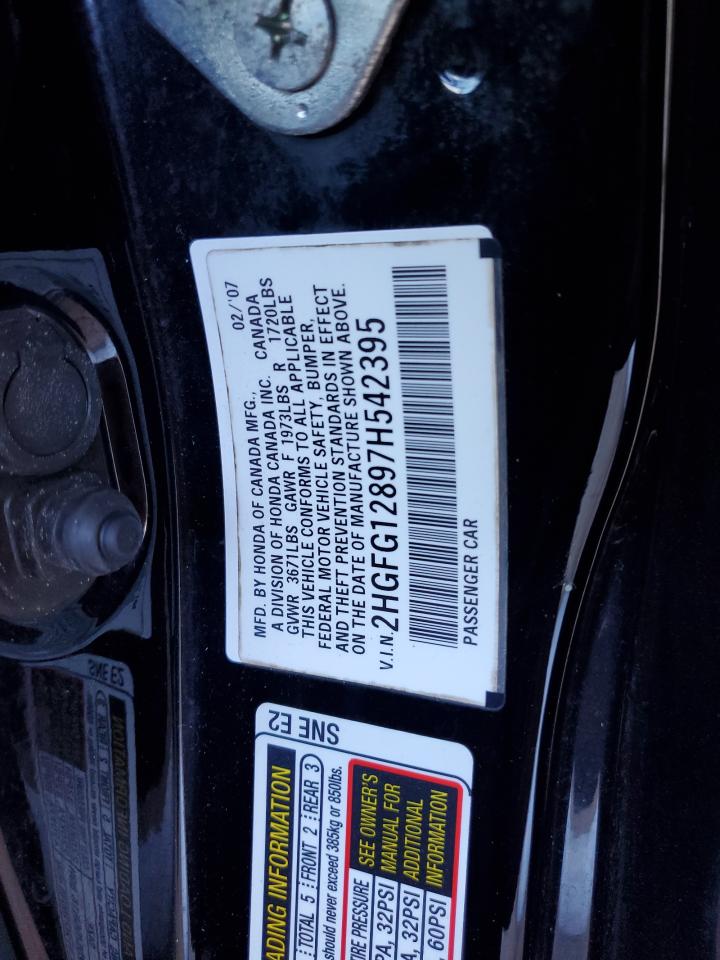 02/'07
MFD. BY HONDA OF CANADA MFG.,
A DIVISION OF HONDA CANADA INC. CANADA
GVWR 3671LBS GAWR F 1973LBS R 1720LBS
THIS VEHICLE CONFORMS TO ALL APPLICABLE
FEDERAL MOTOR VEHICLE SAFETY, BUMPER,
AND THEFT PREVENTION STANDARDS IN EFFECT
ON THE DATE OF MANUFACTURE SHOWN ABOVE.
V.I.N. 2HGFG12897H542395
PASSENGER CAR
SNE E2
ADING INFORMATION
TOTAL 5 FRONT 2 REAR 3
should never exceed 385kg or 850lbs.
TIRE PRESSURE
PA, 32PSI
A, 32PSI
, 60PSI
SEE OWNER'S
MANUAL FOR
ADDITIONAL
INFORMATION
SNE E2